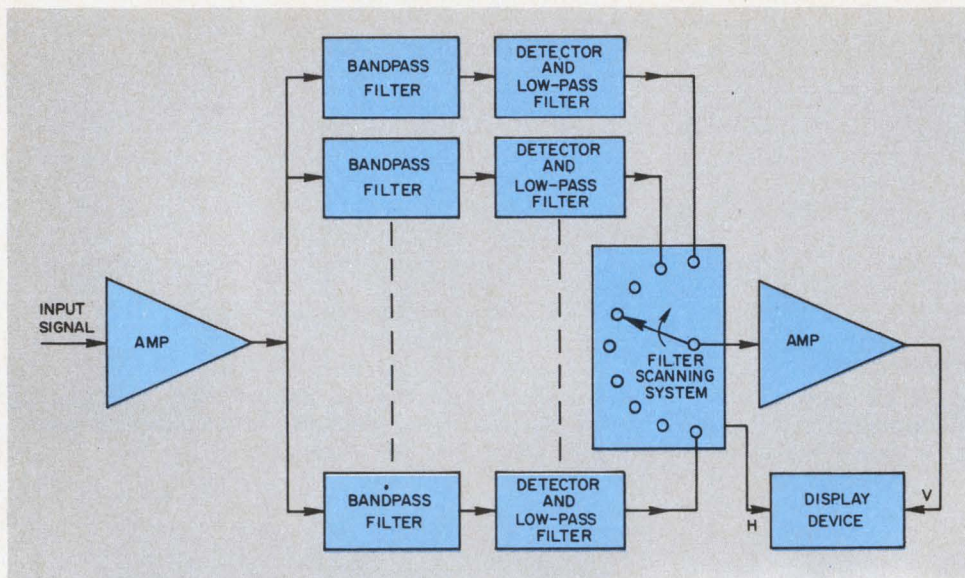 BANDPASS
FILTER
DETECTOR
AND
LOW-PASS
FILTER
BANDPASS
FILTER
DETECTOR
AND
LOW-PASS
FILTER
INPUT
SIGNAL
AMP
FILTER
SCANNING
SYSTEM
AMP
BANDPASS
FILTER
DETECTOR
AND
LOW-PASS
FILTER
H
DISPLAY
DEVICE
V